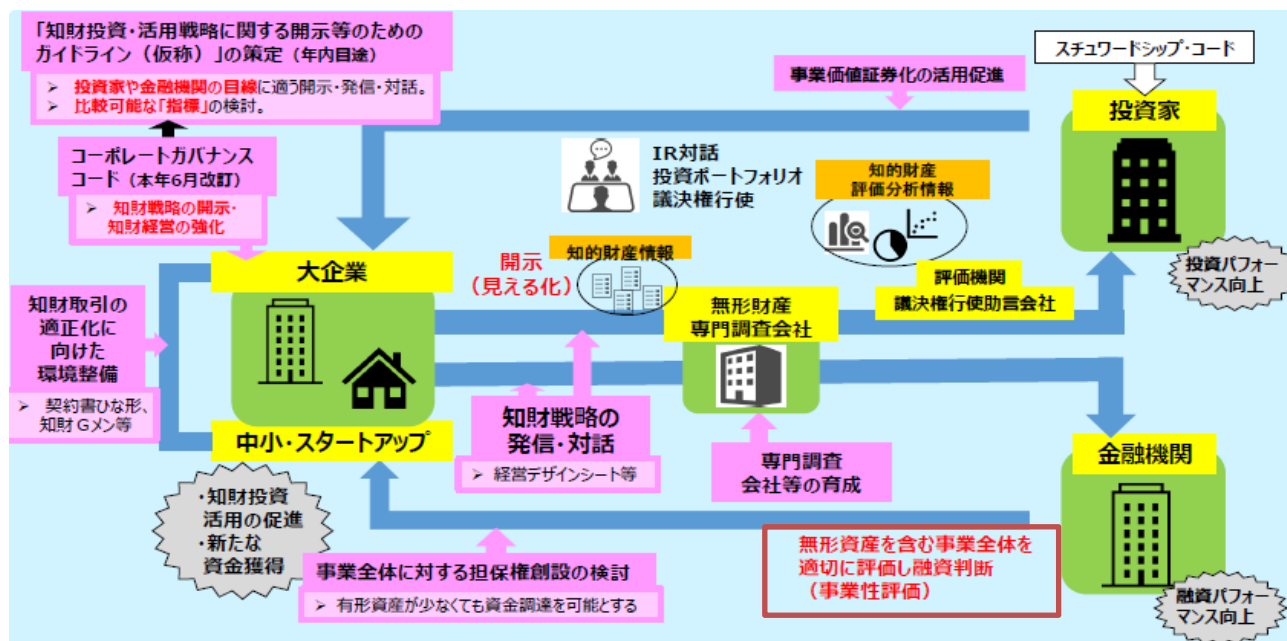 「知財投資・活用戦略に関する開示等のための
ガイドライン（仮称）」の策定（年内目途）
➢ 投資家や金融機関の目線に適う開示・発信・対話。
➢ 比較可能な「指標」の検討。
コーポレートガバナンス
コード（本年6月改訂）
➢ 知財戦略の開示・
知財経営の強化
事業価値証券化の活用促進
スチュワードシップ・コード
投資家
IR対話
投資ポートフォリオ
議決権行使
知的財産
評価分析情報
投資パフォー
マンス向上
大企業
開示
（見える化）
知的財産情報
無形財産
専門調査会社
評価機関
議決権行使助言会社
知財取引の
適正化に
向けた
環境整備
➢ 契約書ひな形、
知財Gメン等
中小・スタートアップ
知財戦略の
発信・対話
➢ 経営デザインシート等
専門調査
会社等の育成
金融機関
・知財投資
活用の促進
・新たな
資金獲得
事業全体に対する担保権創設の検討
➢ 有形資産が少なくても資金調達を可能とする
無形資産を含む事業全体を
適切に評価し融資判断
（事業性評価）
融資パフォー
マンス向上